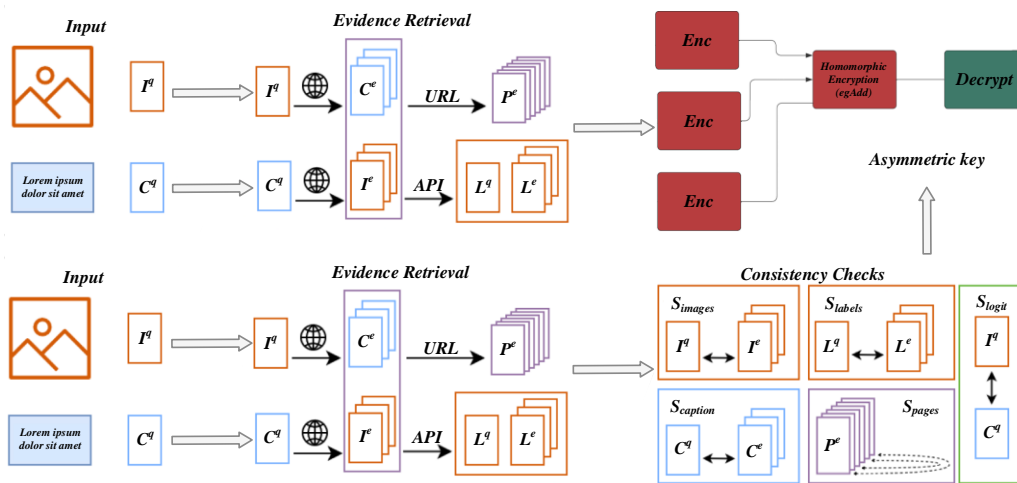 Input
Evidence Retrieval
I^q
I^q
C^e
URL
P^e
Lorem ipsum
dolor sit amet
C^q
C^q
I^e
API
L^q
L^e
Enc
Enc
Enc
Homomorphic
Encryption
(egAdd)
Decrypt
Asymmetric key
Input
Evidence Retrieval
Consistency Checks
I^q
I^q
C^e
URL
P^e
Lorem ipsum
dolor sit amet
C^q
C^q
I^e
API
L^q
L^e
S_images
I^q
I^e
S_labels
L^q
L^e
S_logit
I^q
C^q
S_caption
C^q
C^e
P^e
S_pages